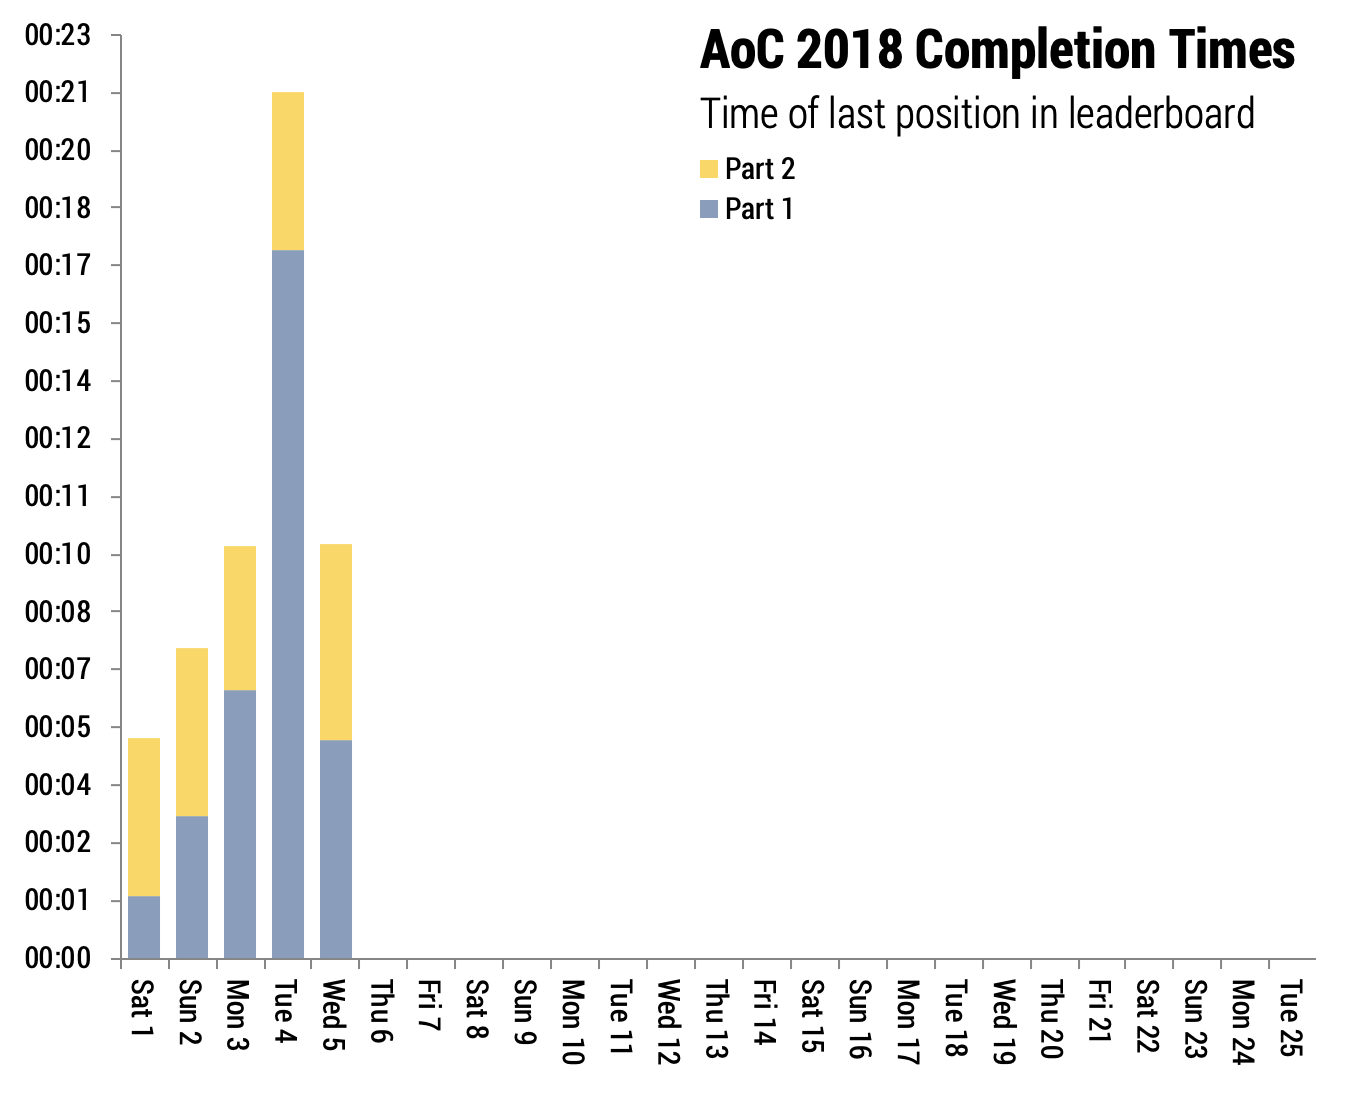 AoC 2018 Completion Times
Time of last position in leaderboard
Part 2
Part 1
00:23
00:21
00:20
00:18
00:17
00:15
00:14
00:12
00:11
00:10
00:08
00:07
00:05
00:04
00:02
00:01
00:00
Sat 1
Sun 2
Mon 3
Tue 4
Wed 5
Thu 6
Fri 7
Sat 8
Sun 9
Mon 10
Tue 11
Wed 12
Thu 13
Fri 14
Sat 15
Sun 16
Mon 17
Tue 18
Wed 19
Thu 20
Fri 21
Sat 22
Sun 23
Mon 24
Tue 25